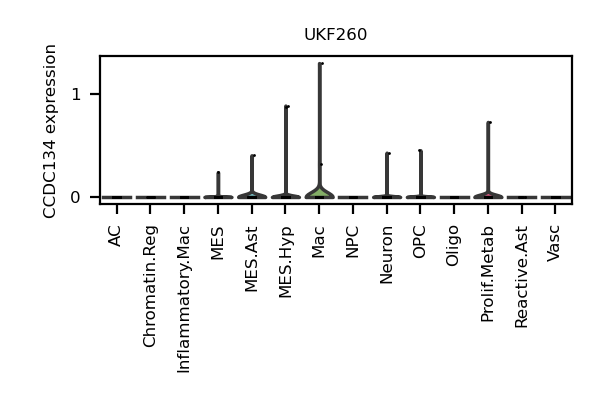 UKF260
CCDC134 expression
1
0
AC
Chromatin.Reg
Inflammatory.Mac
MES
MES.Ast
MES.Hyp
Mac
NPC
Neuron
OPC
Oligo
Prolif.Metab
Reactive.Ast
Vasc